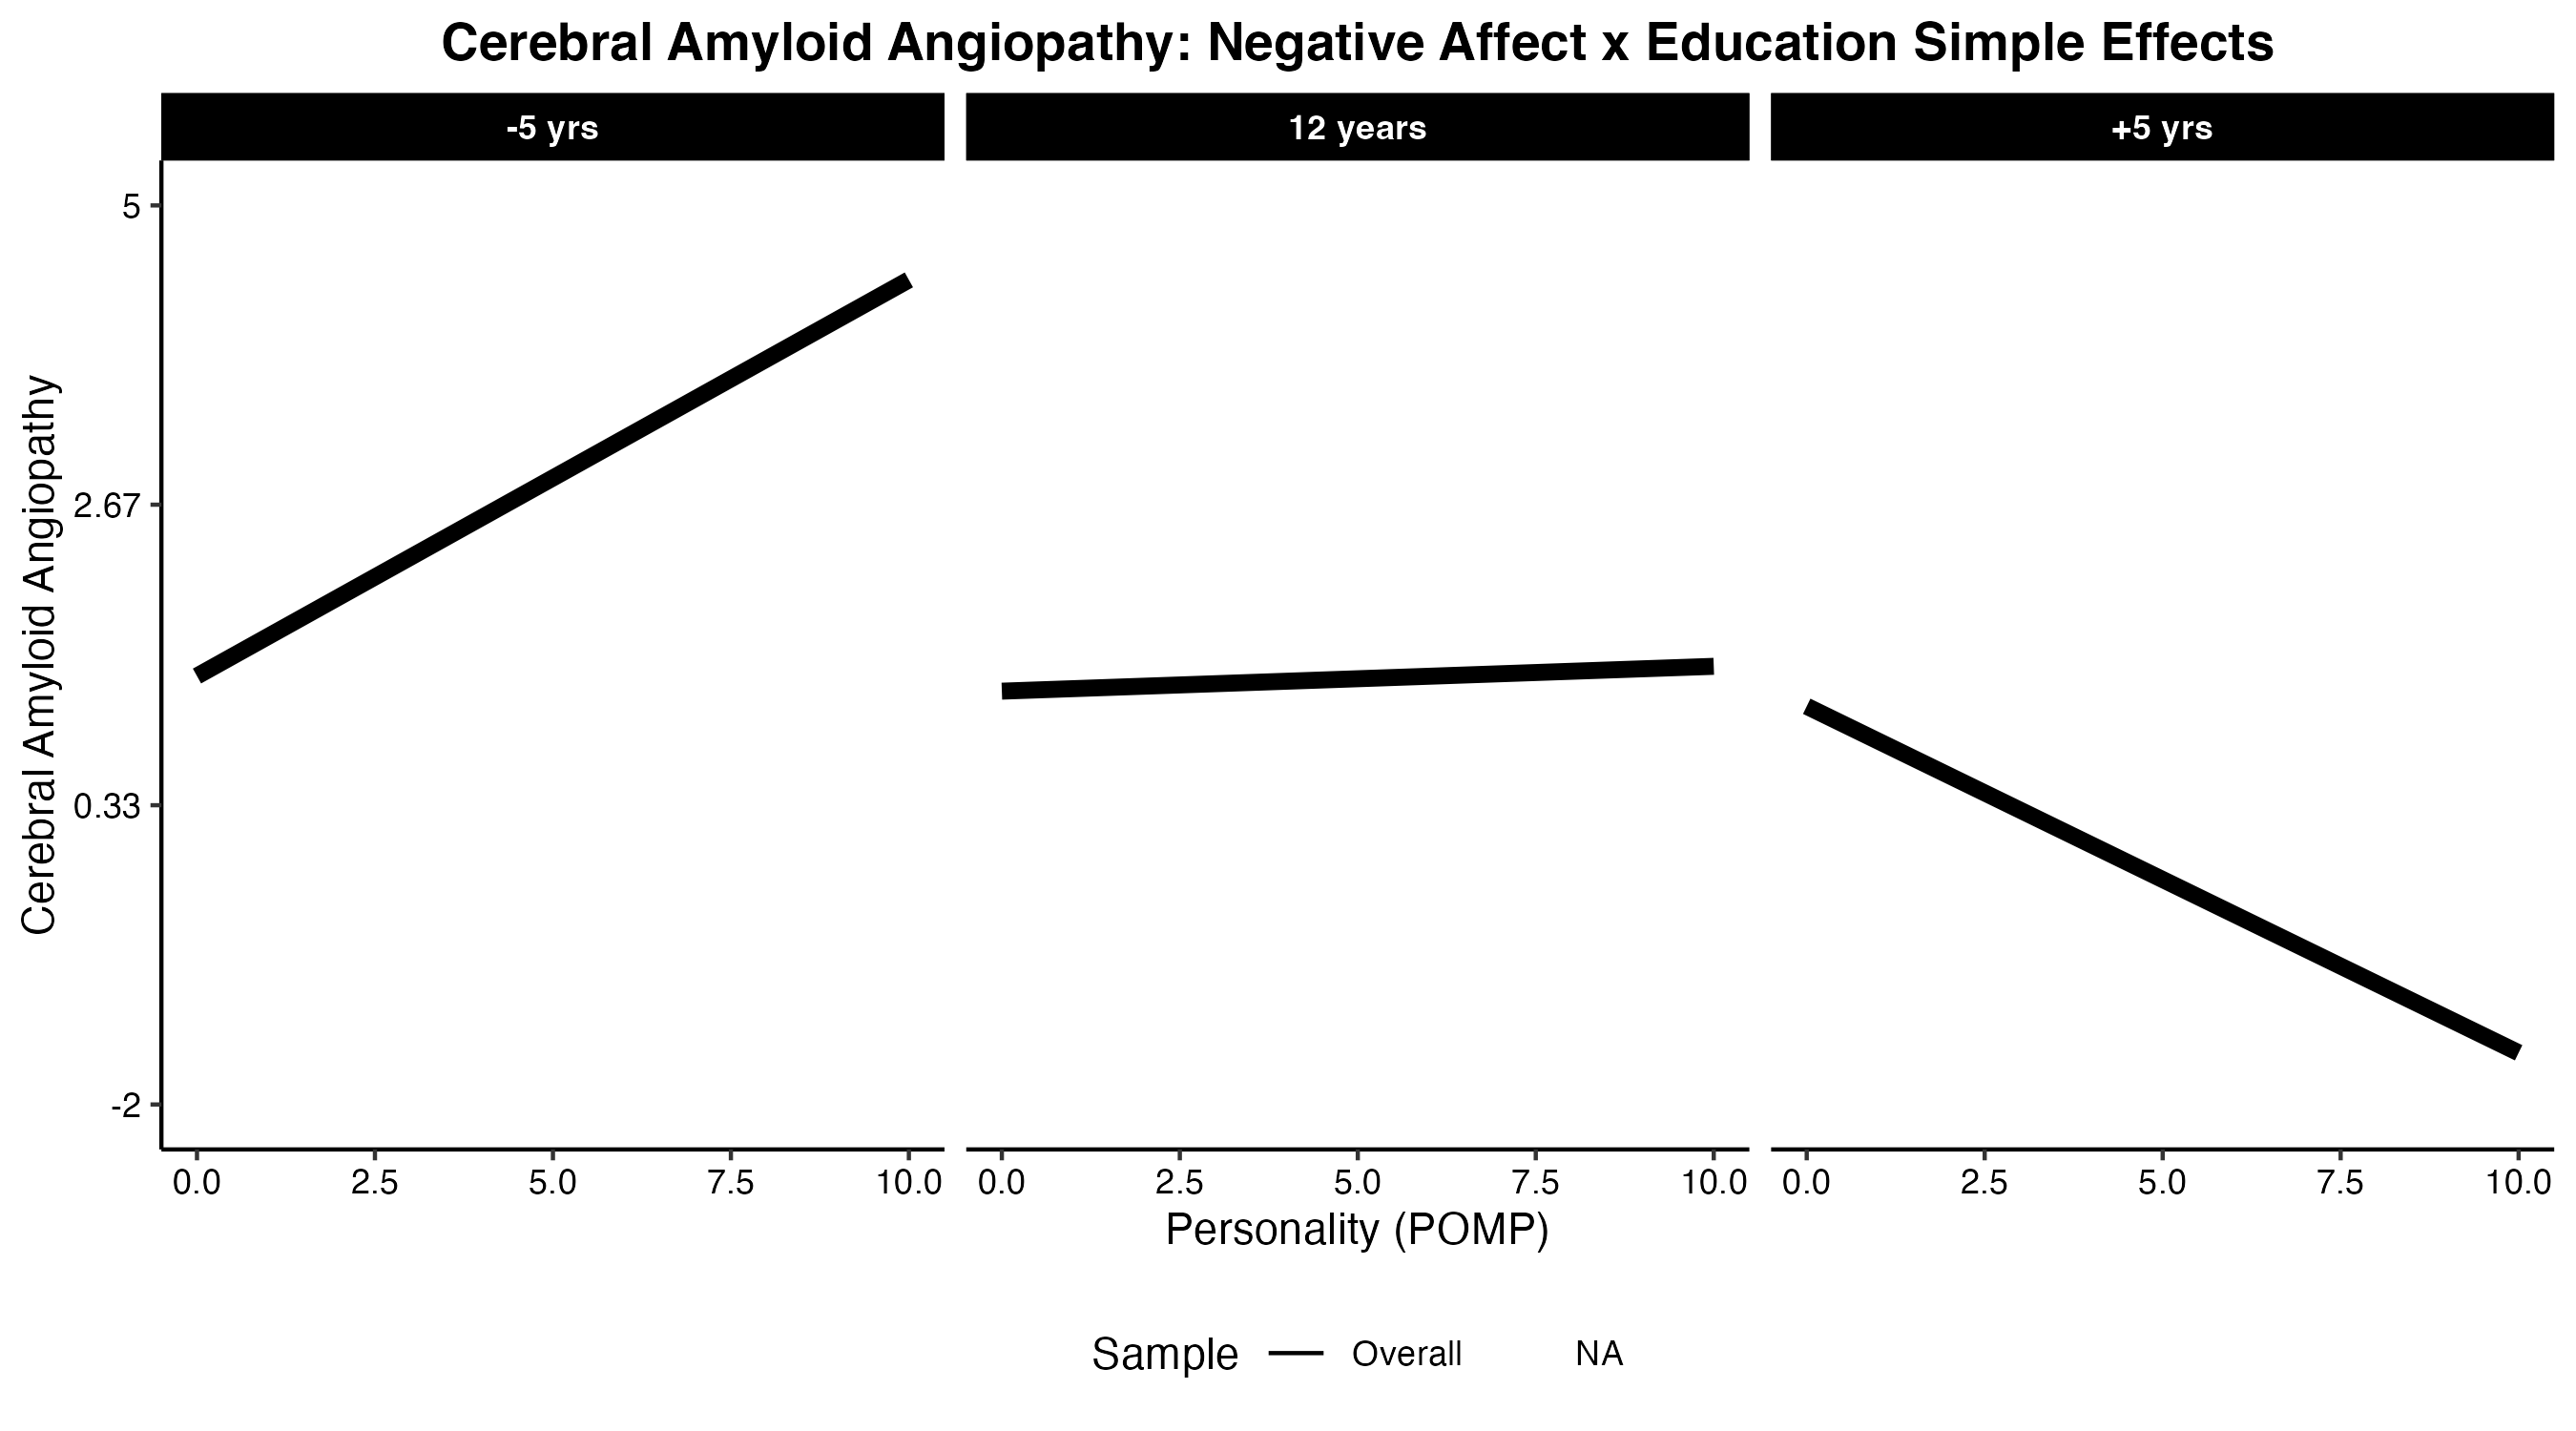 Cerebral Amyloid Angiopathy: Negative Affect x Education Simple Effects
-5 yrs
12 years
+5 yrs
Cerebral Amyloid Angiopathy
5
2.67
0.33
-2
0.0 2.5 5.0 7.5 10.0
0.0 2.5 5.0 7.5 10.0
0.0 2.5 5.0 7.5 10.0
Personality (POMP)
Sample Overall NA